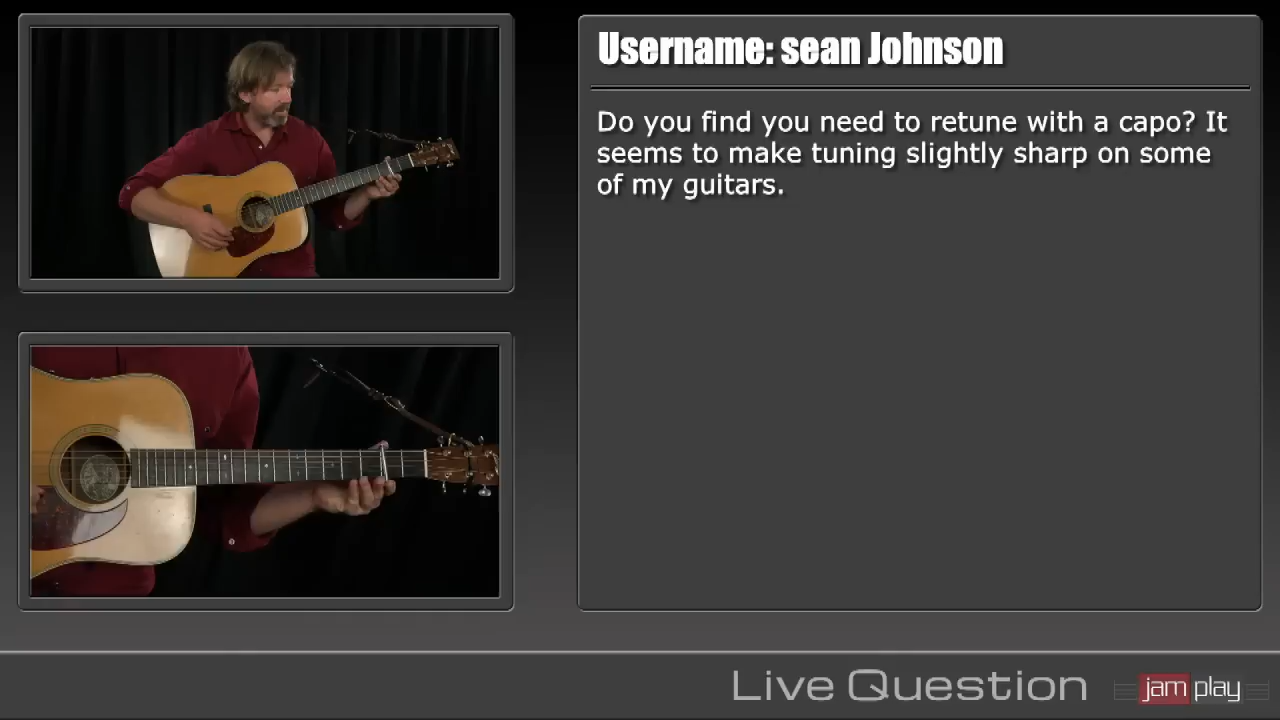 Username: sean Johnson
Do you find you need to retune with a capo? It
seems to make tuning slightly sharp on some
of my guitars.
Live Question
jam play